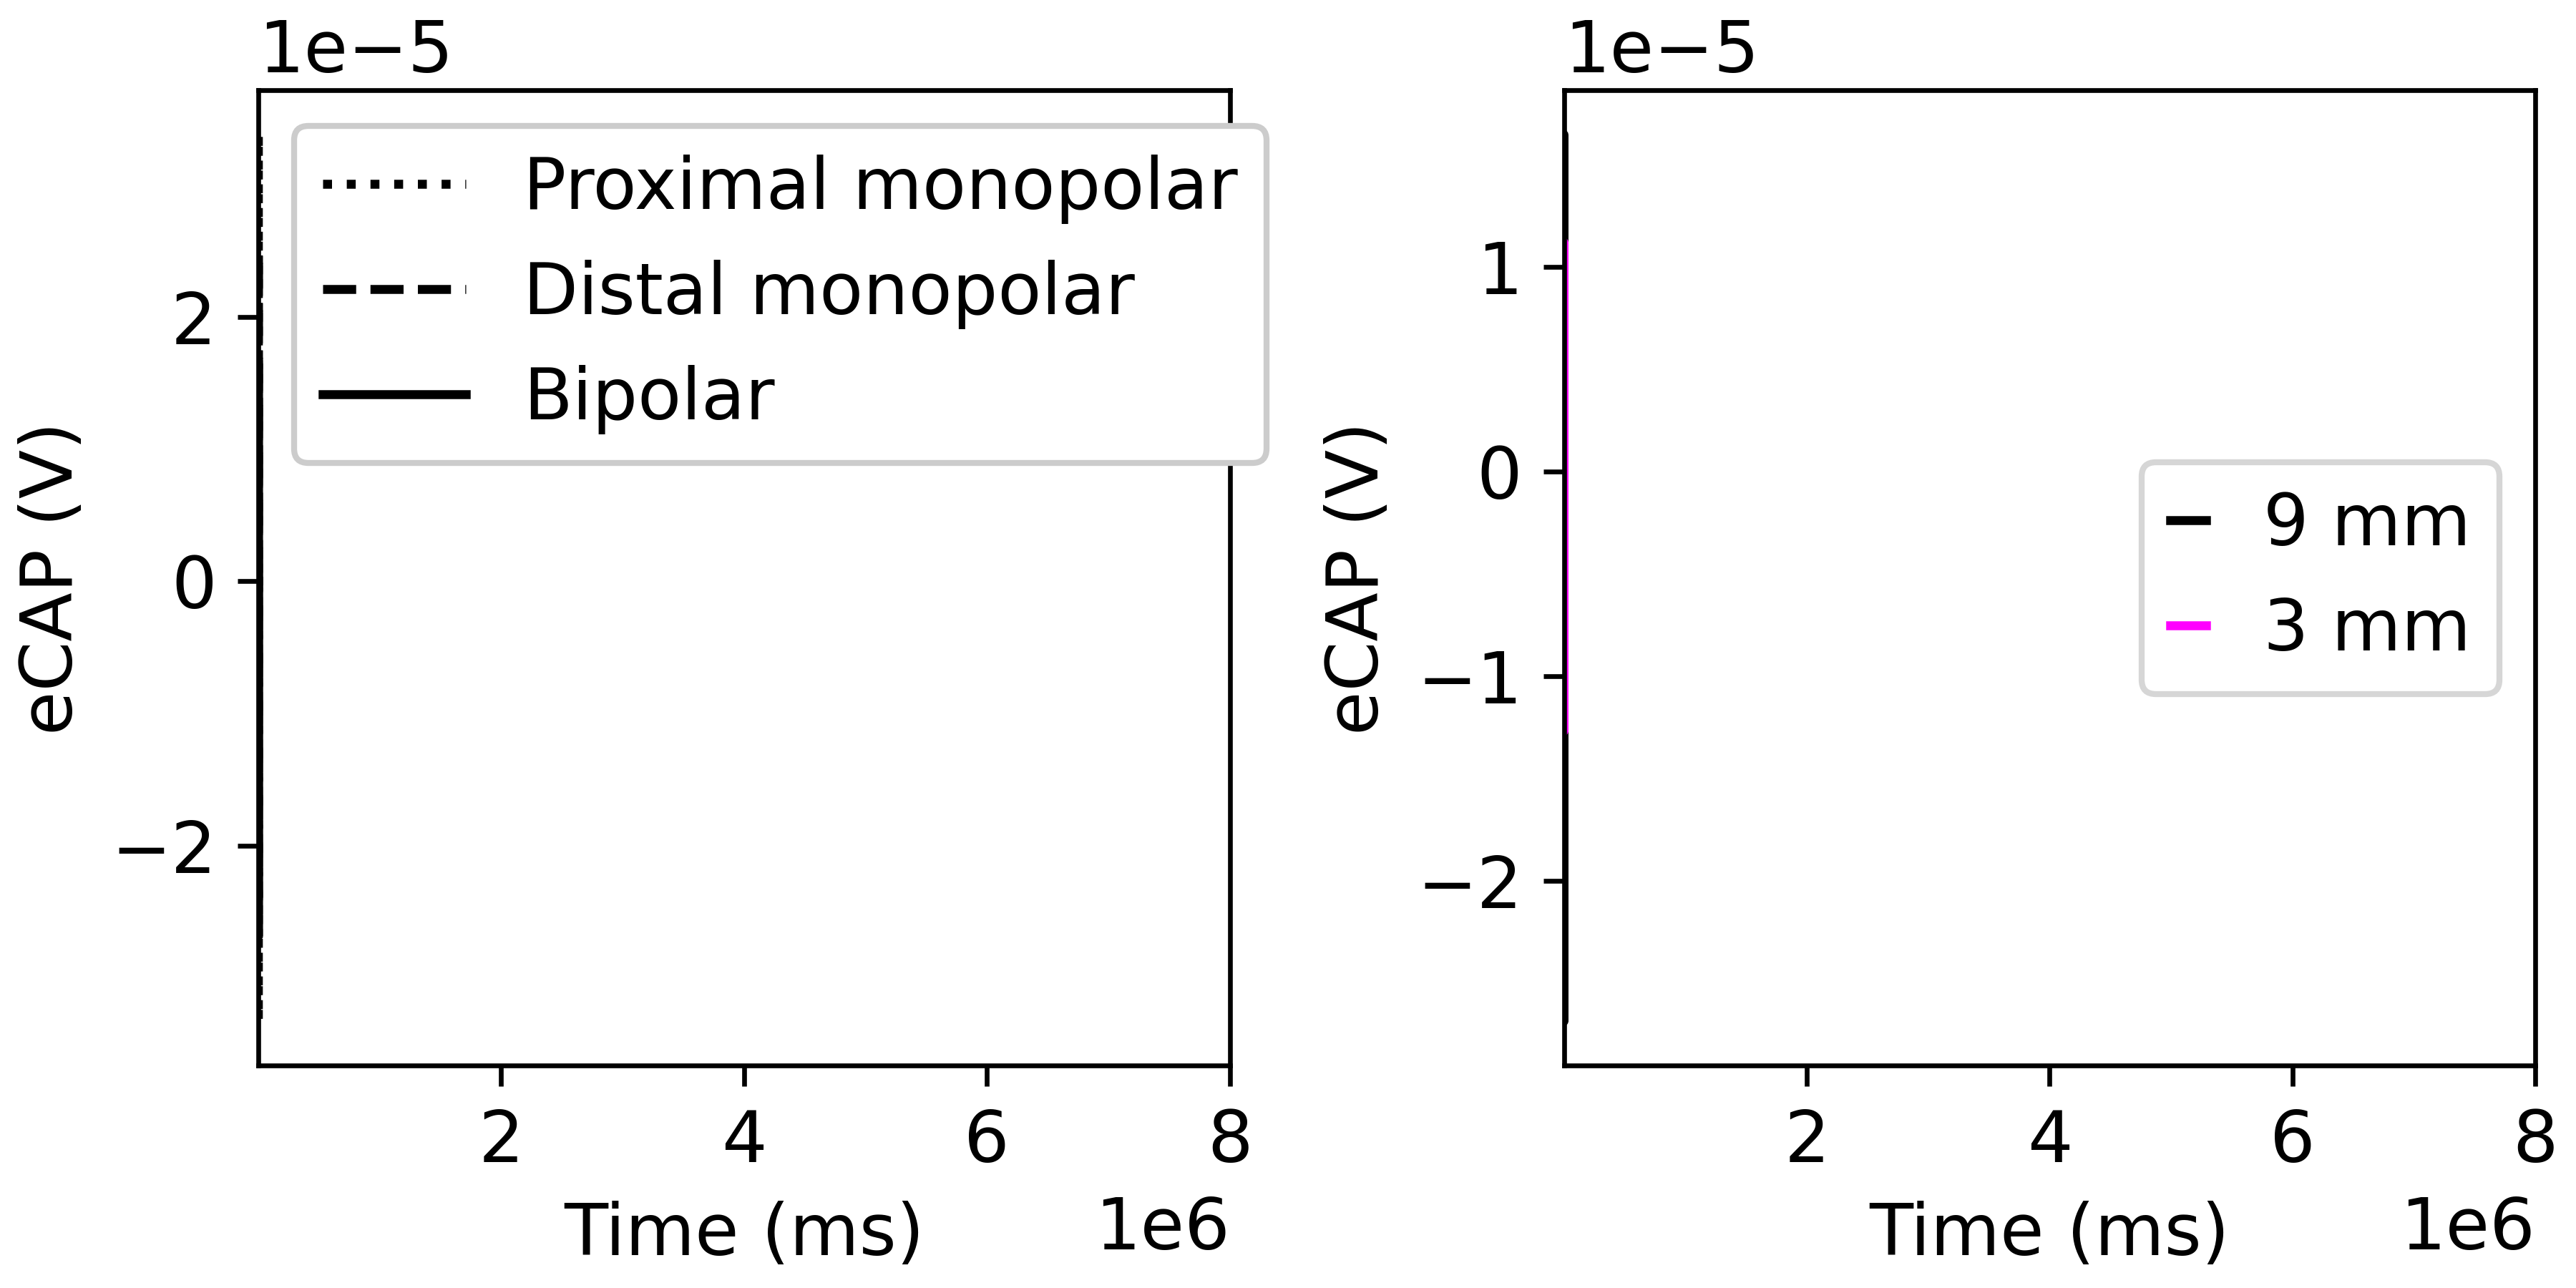 1e−5
Proximal monopolar
Distal monopolar
Bipolar
2
0
−2
eCAP (V)
2 4 6 8
Time (ms)
1e6
1e−5
1
0
−1
−2
eCAP (V)
9 mm
3 mm
2 4 6 8
Time (ms)
1e6